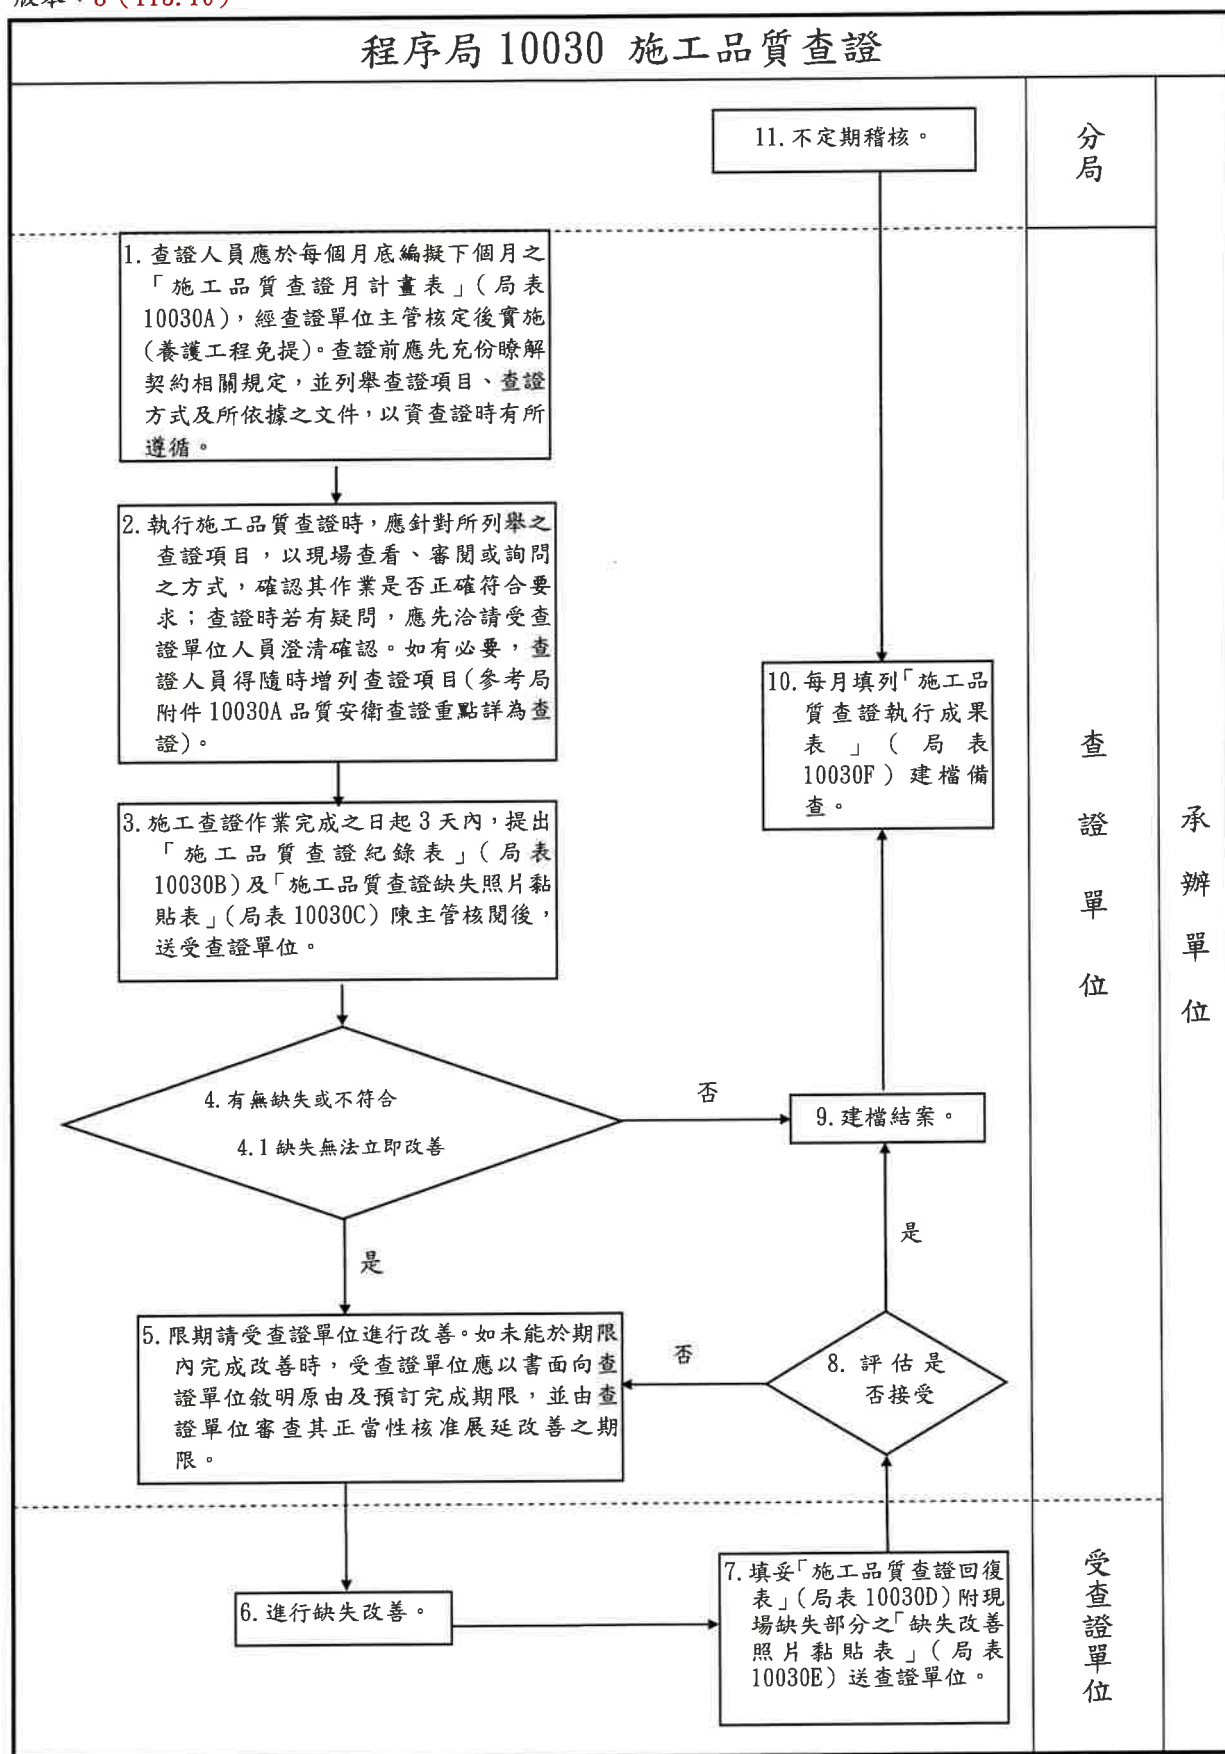 程序局 10030 施工品質查證
11. 不定期稽核。
分局
1. 查證人員應於每個月底編擬下個月之
「施工品質查證月計畫表」(局表
10030A)，經查證單位主管核定後實施
(養護工程免提)。查證前應先充份瞭解
契約相關規定，並列舉查證項目、查證
方式及所依據之文件，以資查證時有所
遵循。
2. 執行施工品質查證時，應針對所列舉之
查證項目，以現場查看、審閱或詢問
之方式，確認其作業是否正確符合要
求；查證時若有疑問，應先洽請受查
證單位人員澄清確認。如有必要，查
證人員得隨時增列查證項目(參考局
附件 10030A 品質安衛查證重點詳為查
證)。
10. 每月填列「施工品
質查證執行成果
表」(局表
10030F) 建檔備
查。
查證單位
承辦單位
3. 施工查證作業完成之日起 3 天內，提出
「施工品質查證紀錄表」(局表
10030B)及「施工品質查證缺失照片黏
貼表」(局表 10030C) 陳主管核閱後，
送受查證單位。
4. 有無缺失或不符合
4.1 缺失無法立即改善
否
9. 建檔結案。
是
是
5. 限期請受查證單位進行改善。如未能於期限
內完成改善時，受查證單位應以書面向查
證單位敘明原由及預訂完成期限，並由查
證單位審查其正當性核准展延改善之期
限。
否
8. 評估是
否接受
6. 進行缺失改善。
7. 填妥「施工品質查證回復
表」(局表 10030D)附現
場缺失部分之「缺失改善
照片黏貼表」(局表
10030E) 送查證單位。
受查證單位